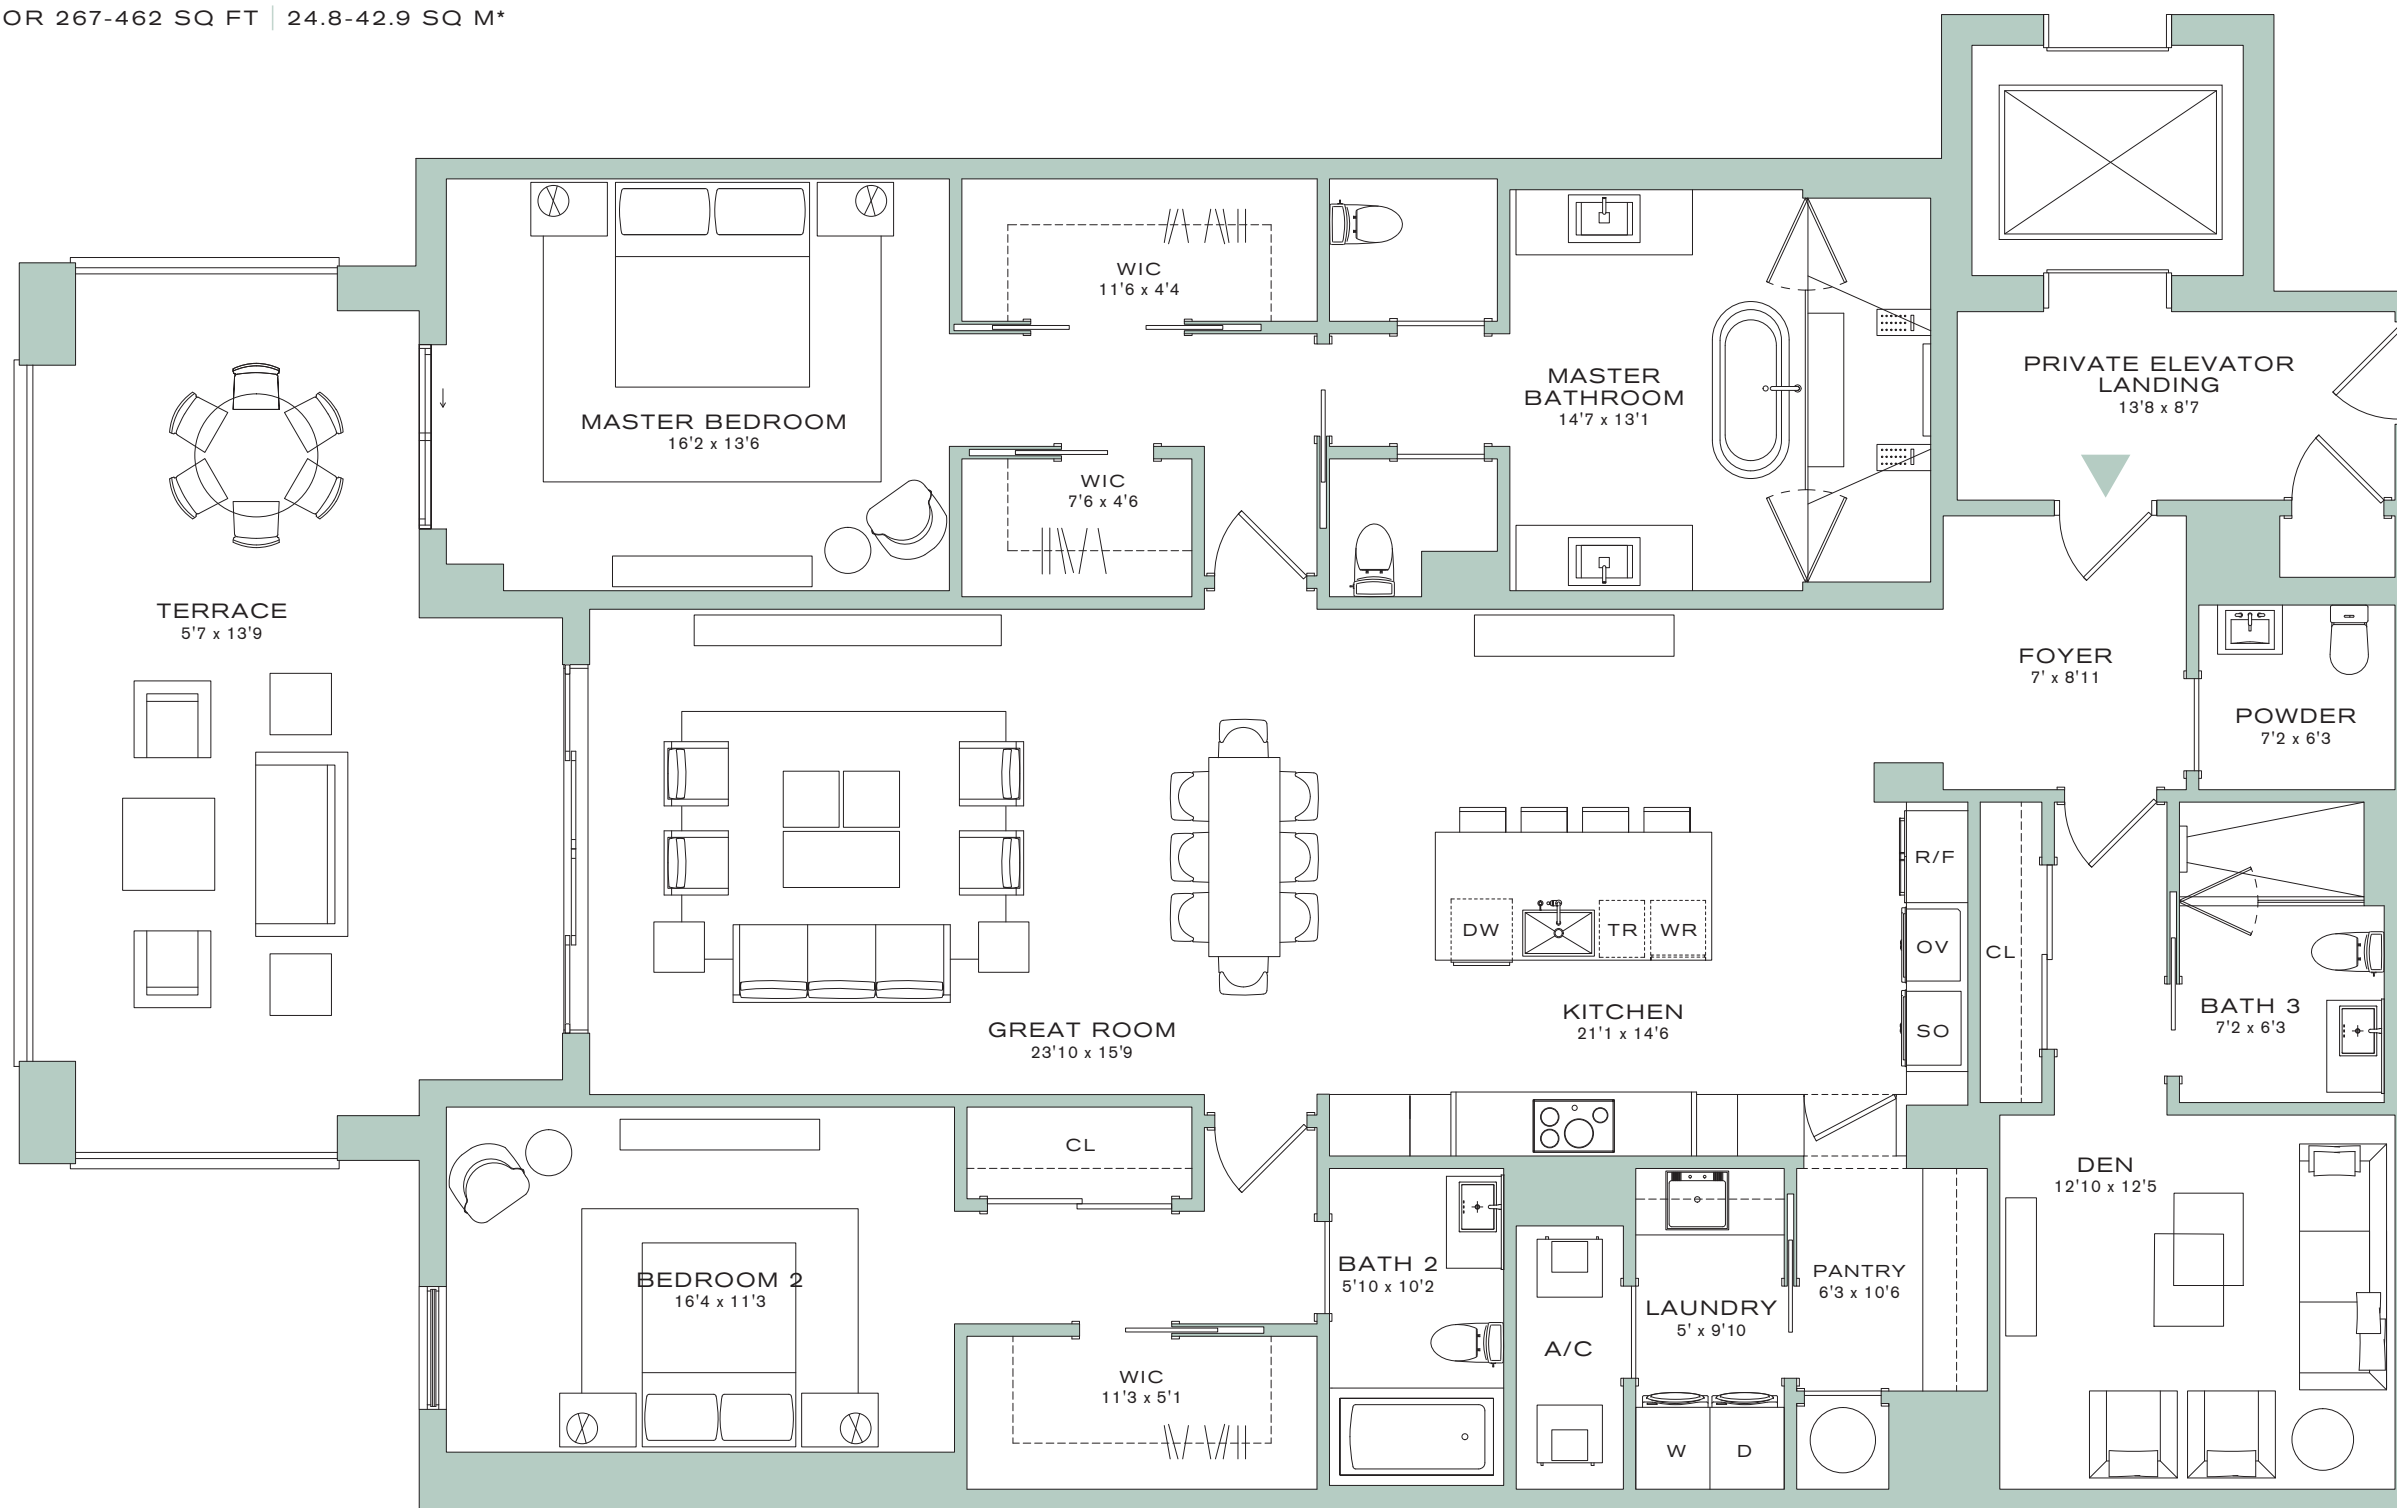 OR 267-462 SQ FT | 24.8-42.9 SQ M*
WIC
11'6 x 4'4
MASTER BEDROOM
16'2 x 13'6
MASTER
BATHROOM
14'7 x 13'1
PRIVATE ELEVATOR
LANDING
13'8 x 8'7
WIC
7'6 x 4'6
TERRACE
5'7 x 13'9
FOYER
7' x 8'11
POWDER
7'2 x 6'3
R/F
DW
TR
WR
OV
CL
SO
GREAT ROOM
23'10 x 15'9
KITCHEN
21'1 x 14'6
BATH 3
7'2 x 6'3
CL
DEN
12'10 x 12'5
BEDROOM 2
16'4 x 11'3
BATH 2
5'10 x 10'2
LAUNDRY
5' x 9'10
PANTRY
6'3 x 10'6
A/C
WIC
11'3 x 5'1
W
D